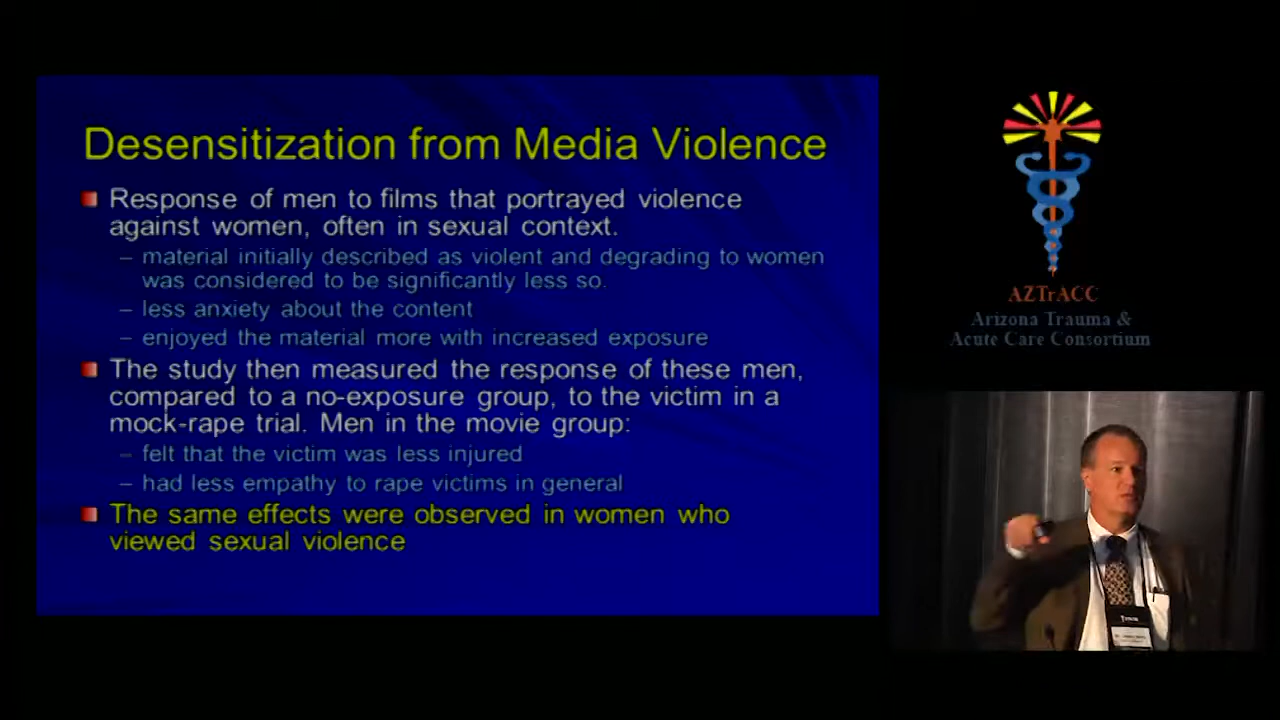 Desensitization from Media Violence
Response of men to films that portrayed violence
against women, often in sexual context.
– material initially described as violent and degrading to women
was considered to be significantly less so.
– less anxiety about the content
– enjoyed the material more with increased exposure
The study then measured the response of these men,
compared to a no-exposure group, to the victim in a
mock-rape trial. Men in the movie group:
– felt that the victim was less injured
– had less empathy to rape victims in general
The same effects were observed in women who
viewed sexual violence
AZTrACC
Arizona Trauma &
Acute Care Consortium